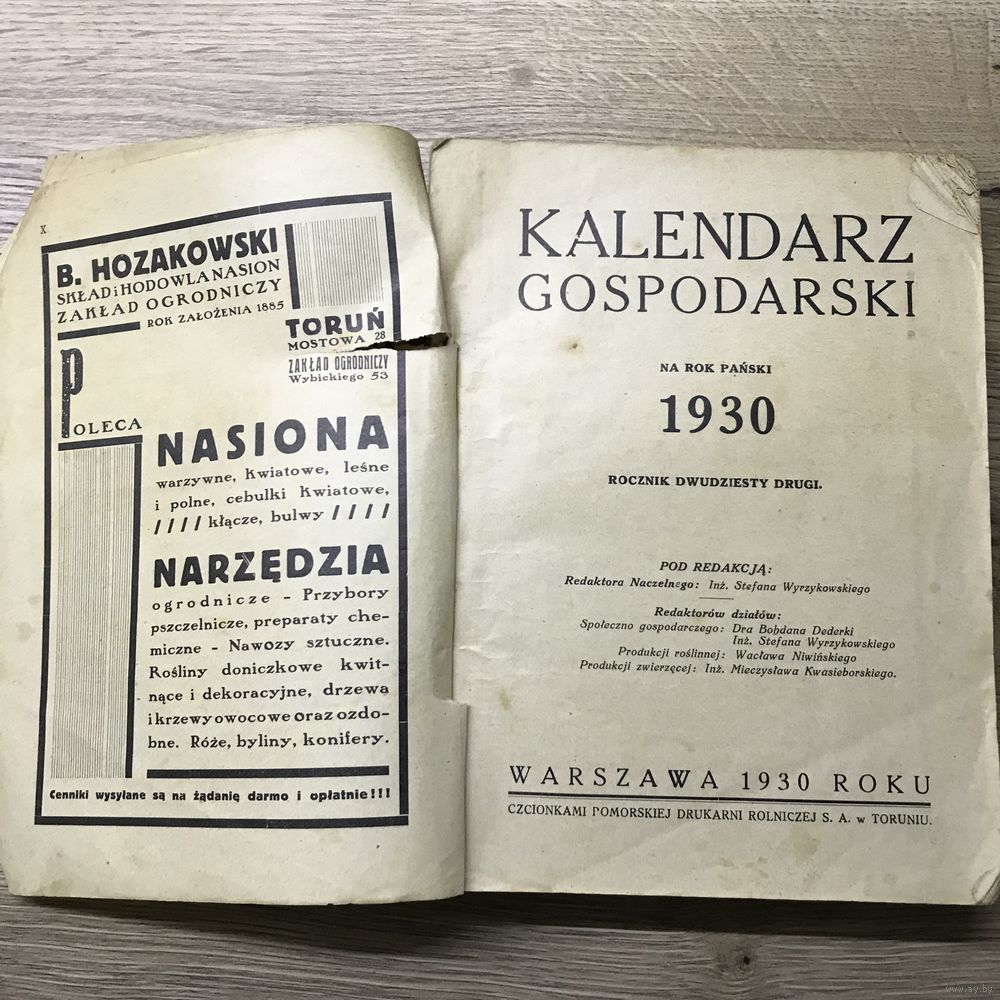 X
B. HOZAKOWSKI
SKŁAD i HODOWLA NASION
ZAKŁAD OGRODNICZY
ROK ZAŁOŻENIA 1885
TORUŃ
MOSTOWA 28
ZAKŁAD OGRODNICZY
Wybickiego 53
POLECA
NASIONA
warzywne, Kwiatowe, leśne
i polne, cebulki Kwiatowe,
//// kłącze, bulwy ////
NARZĘDZIA
ogrodnicze - Przybory
pszczelnicze, preparaty che-
miczne - Nawozy sztuczne.
Rośliny doniczkowe kwit-
nące i dekoracyjne, drzewa
i krzewy owocowe oraz ozdo-
bne. Róże, byliny, konifery.
Cenniki wysyłane są na żądanie darmo i opłatnie!!!
KALENDARZ
GOSPODARSKI
NA ROK PAŃSKI
1930
ROCZNIK DWUDZIESTY DRUGI.
POD REDAKCJĄ:
Redaktora Naczelnego: Inż. Stefana Wyrzykowskiego
Redaktorów działów:
Społeczno gospodarczego: Dra Bohdana Dederki
Inż. Stefana Wyrzykowskiego
Produkcji roślinnej: Wacława Niwińskiego
Produkcji zwierzęcej: Inż. Mieczysława Kwasieborskiego.
WARSZAWA 1930 ROKU
CZCIONKAMI POMORSKIEJ DRUKARNI ROLNICZEJ S. A. w TORUNIU.
www.ay.by